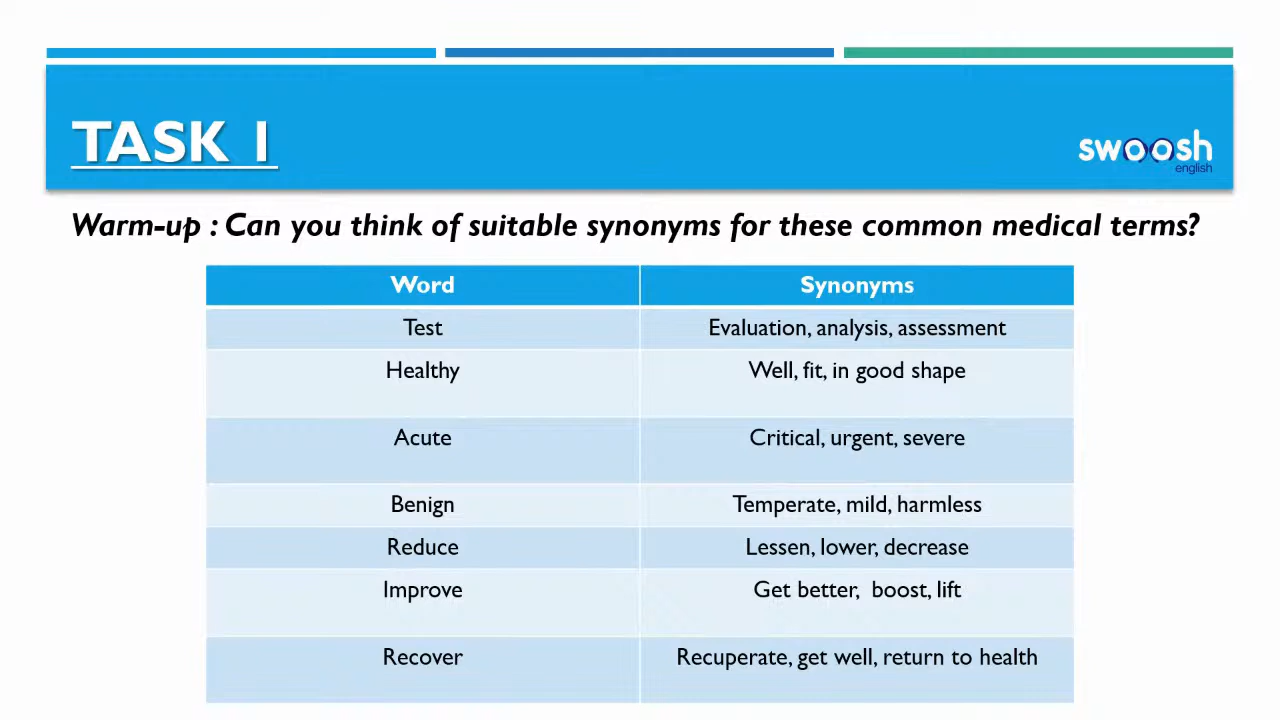 TASK 1
swoosh
english
Warm-up : Can you think of suitable synonyms for these common medical terms?
Word Synonyms
Test Evaluation, analysis, assessment
Healthy Well, fit, in good shape
Acute Critical, urgent, severe
Benign Temperate, mild, harmless
Reduce Lessen, lower, decrease
Improve Get better,  boost, lift
Recover Recuperate, get well, return to health